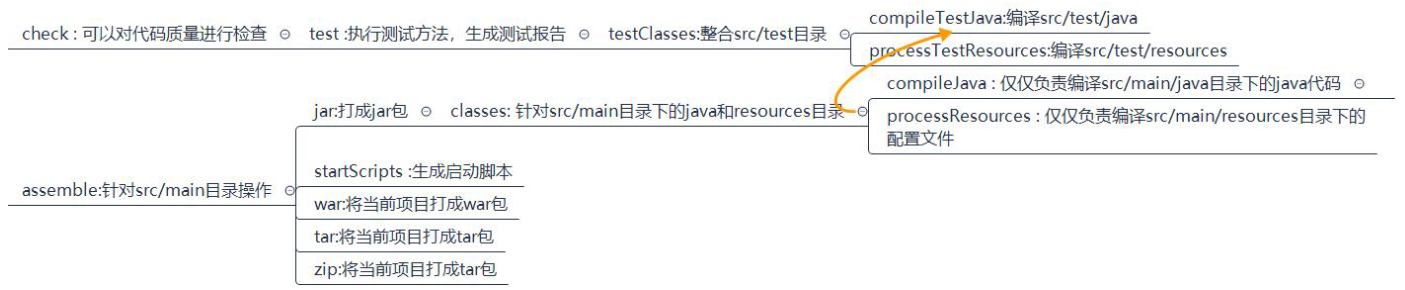 check : 可以对代码质量进行检查
test :执行测试方法，生成测试报告
testClasses:整合src/test目录
compileTestJava:编译src/test/java
processTestResources:编译src/test/resources
assemble:针对src/main目录操作
jar:打成jar包
classes: 针对src/main目录下的java和resources目录
compileJava : 仅仅负责编译src/main/java目录下的java代码
processResources : 仅仅负责编译src/main/resources目录下的
配置文件
startScripts :生成启动脚本
war:将当前项目打成war包
tar:将当前项目打成tar包
zip:将当前项目打成tar包